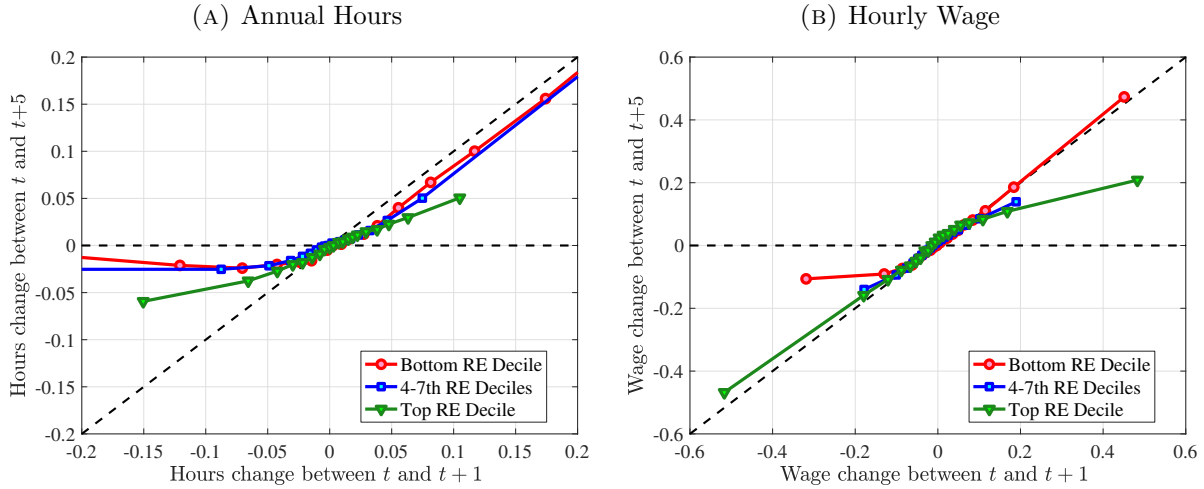 (A) Annual Hours
Hours change between t and t+5
0.2
0.15
0.1
0.05
0
-0.05
-0.1
-0.15
-0.2
-0.2 -0.15 -0.1 -0.05 0 0.05 0.1 0.15 0.2
Hours change between t and t + 1
Bottom RE Decile
4-7th RE Deciles
Top RE Decile
(B) Hourly Wage
Wage change between t and t+5
0.6
0.4
0.2
0
-0.2
-0.4
-0.6
-0.6 -0.4 -0.2 0 0.2 0.4 0.6
Wage change between t and t + 1
Bottom RE Decile
4-7th RE Deciles
Top RE Decile